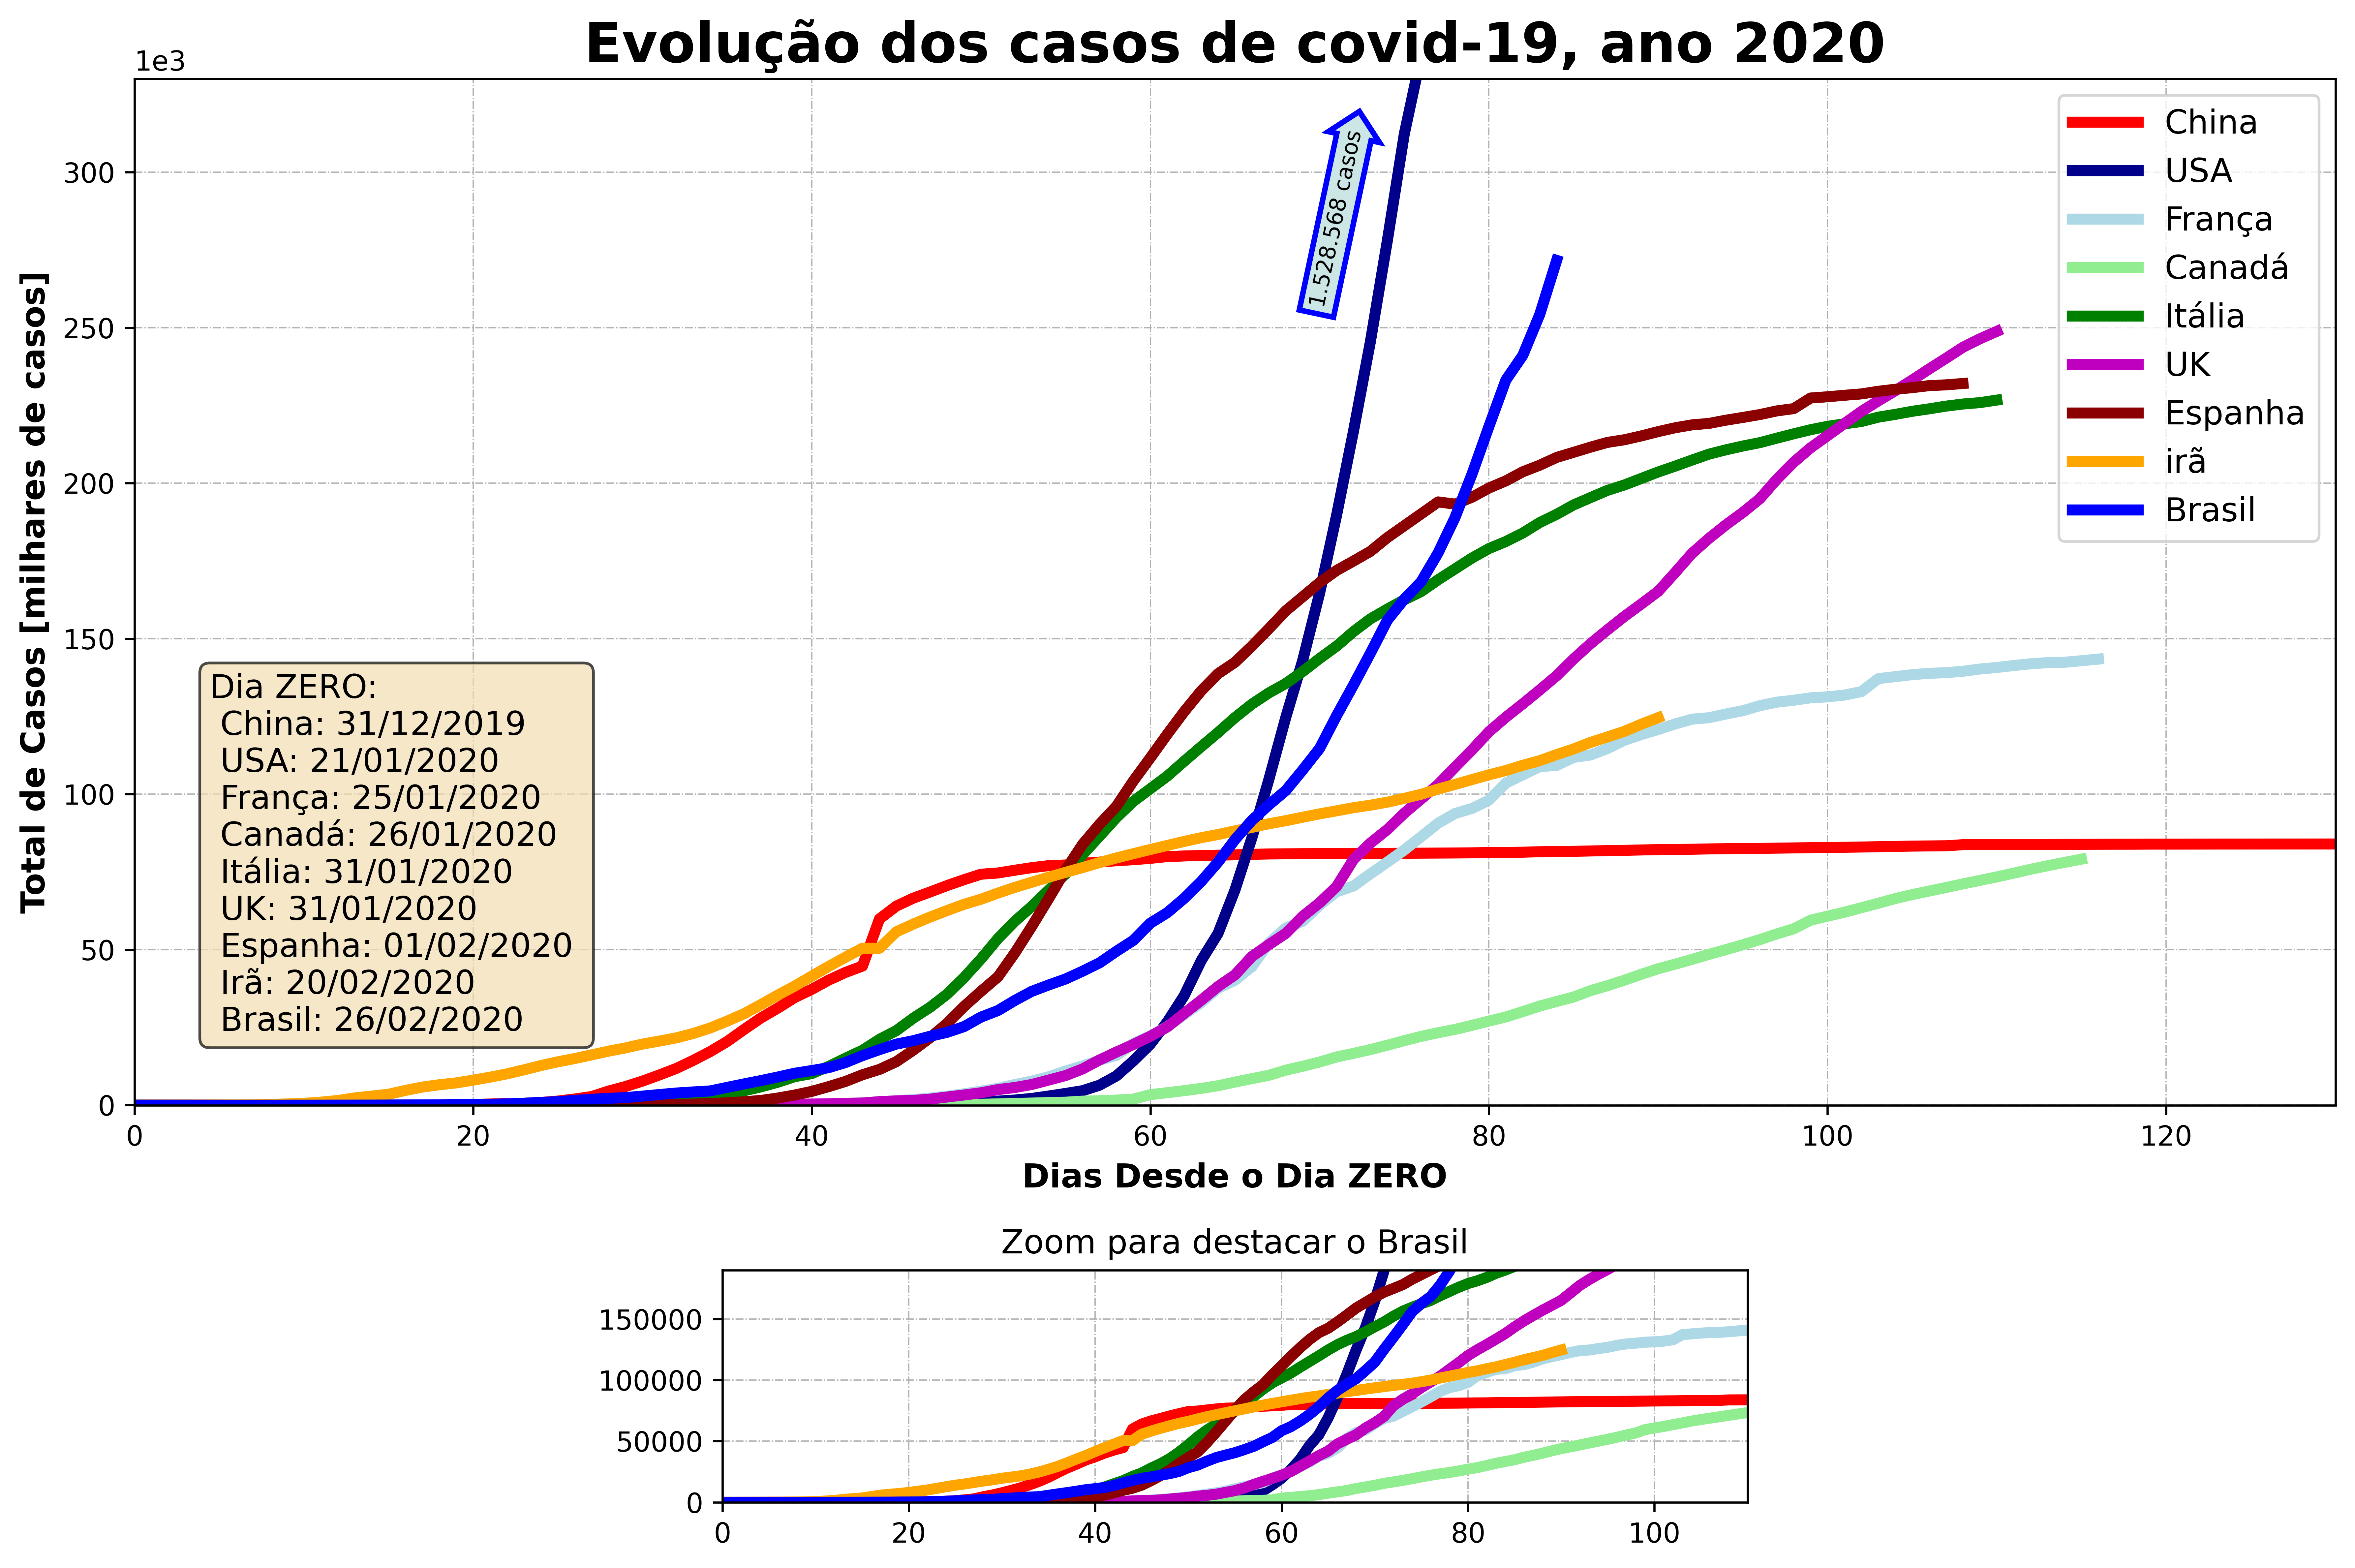 Evolução dos casos de covid-19, ano 2020
1e3
Total de Casos [milhares de casos]
300
250
200
150
100
50
0
0 20 40 60 80 100 120
Dias Desde o Dia ZERO
1.528.568 casos
China
USA
França
Canadá
Itália
UK
Espanha
irã
Brasil
Dia ZERO:
China: 31/12/2019
USA: 21/01/2020
França: 25/01/2020
Canadá: 26/01/2020
Itália: 31/01/2020
UK: 31/01/2020
Espanha: 01/02/2020
Irã: 20/02/2020
Brasil: 26/02/2020
Zoom para destacar o Brasil
150000
100000
50000
0
0 20 40 60 80 100